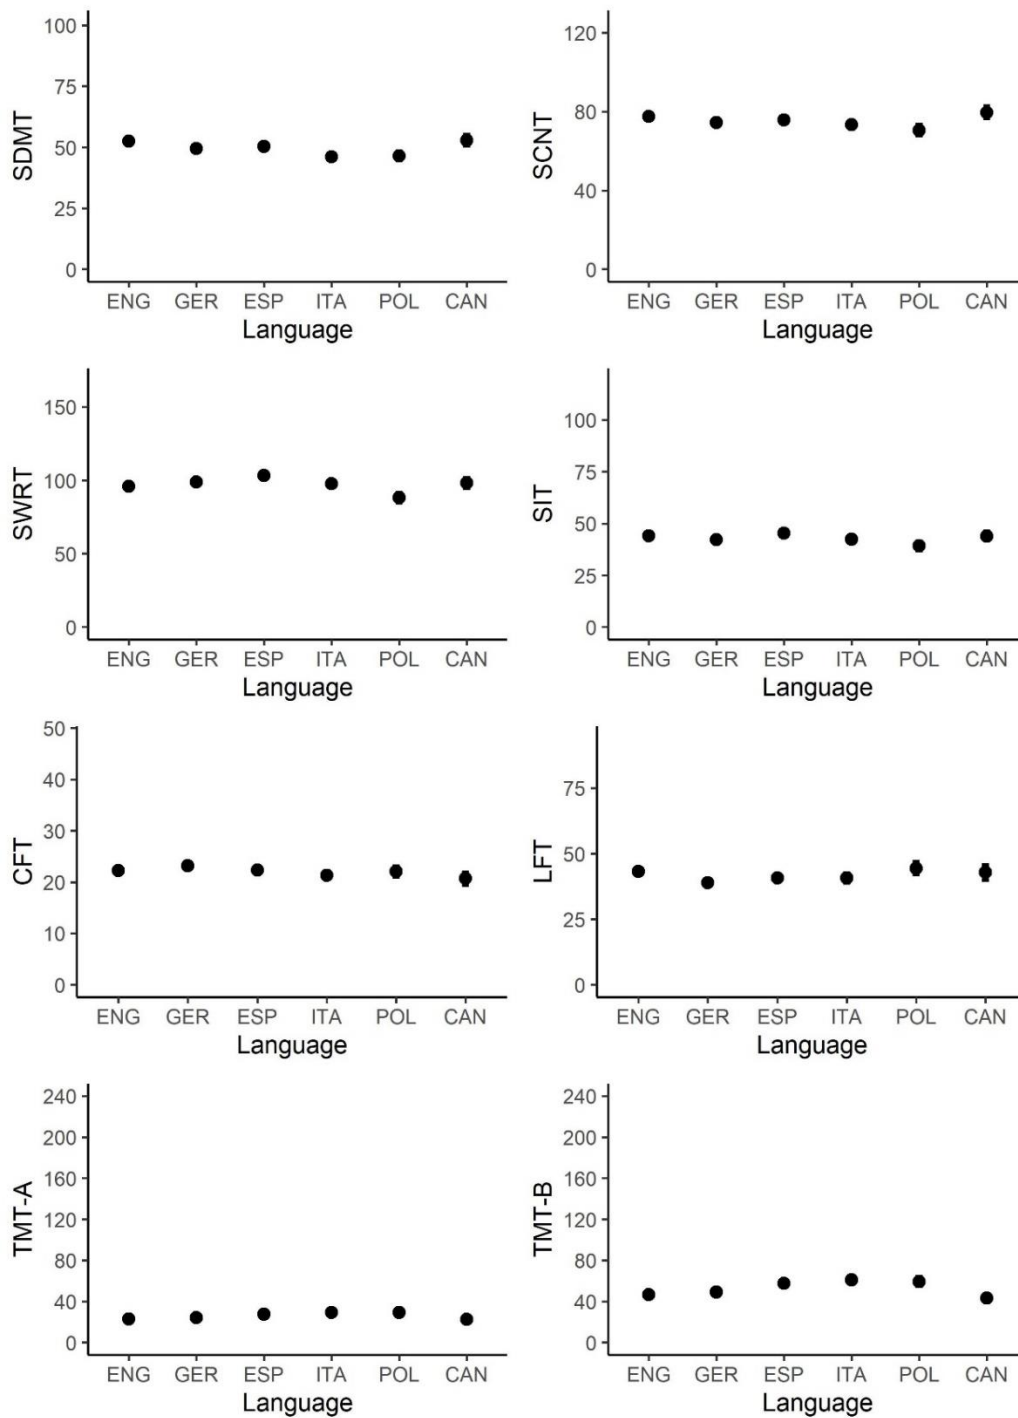 SDMT
100
75
50
25
0
ENG GER ESP ITA POL CAN
Language
SCNT
120
80
40
0
ENG GER ESP ITA POL CAN
Language
SWRT
150
100
50
0
ENG GER ESP ITA POL CAN
Language
SIT
100
75
50
25
0
ENG GER ESP ITA POL CAN
Language
CFT
50
40
30
20
10
0
ENG GER ESP ITA POL CAN
Language
LFT
75
50
25
0
ENG GER ESP ITA POL CAN
Language
TMT-A
240
200
160
120
80
40
0
ENG GER ESP ITA POL CAN
Language
TMT-B
240
200
160
120
80
40
0
ENG GER ESP ITA POL CAN
Language